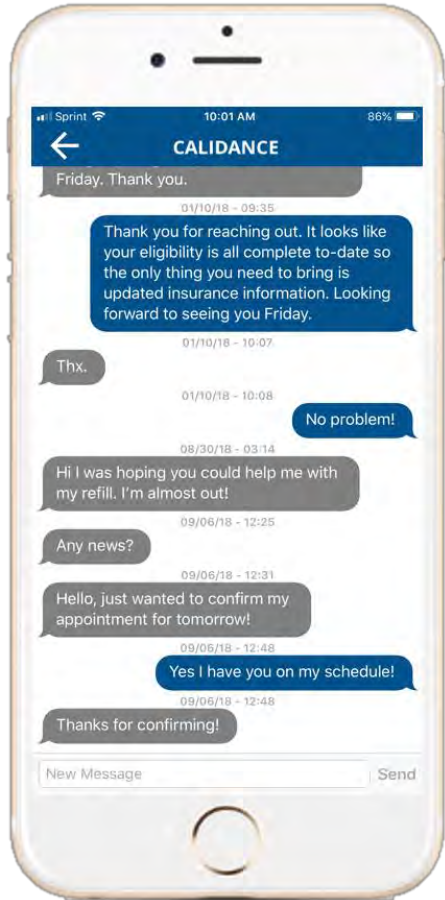 Sprint 10:01 AM 86%
CALIDANCE
Friday. Thank you.
01/10/18 - 09:35
Thank you for reaching out. It looks like
your eligibility is all complete to-date so
the only thing you need to bring is
updated insurance information. Looking
forward to seeing you Friday.
01/10/18 - 10:07
Thx.
01/10/18 - 10:08
No problem!
08/30/18 - 03:14
Hi I was hoping you could help me with
my refill. I'm almost out!
09/06/18 - 12:25
Any news?
09/06/18 - 12:31
Hello, just wanted to confirm my
appointment for tomorrow!
09/06/18 - 12:48
Yes I have you on my schedule!
09/06/18 - 12:48
Thanks for confirming!
New Message Send